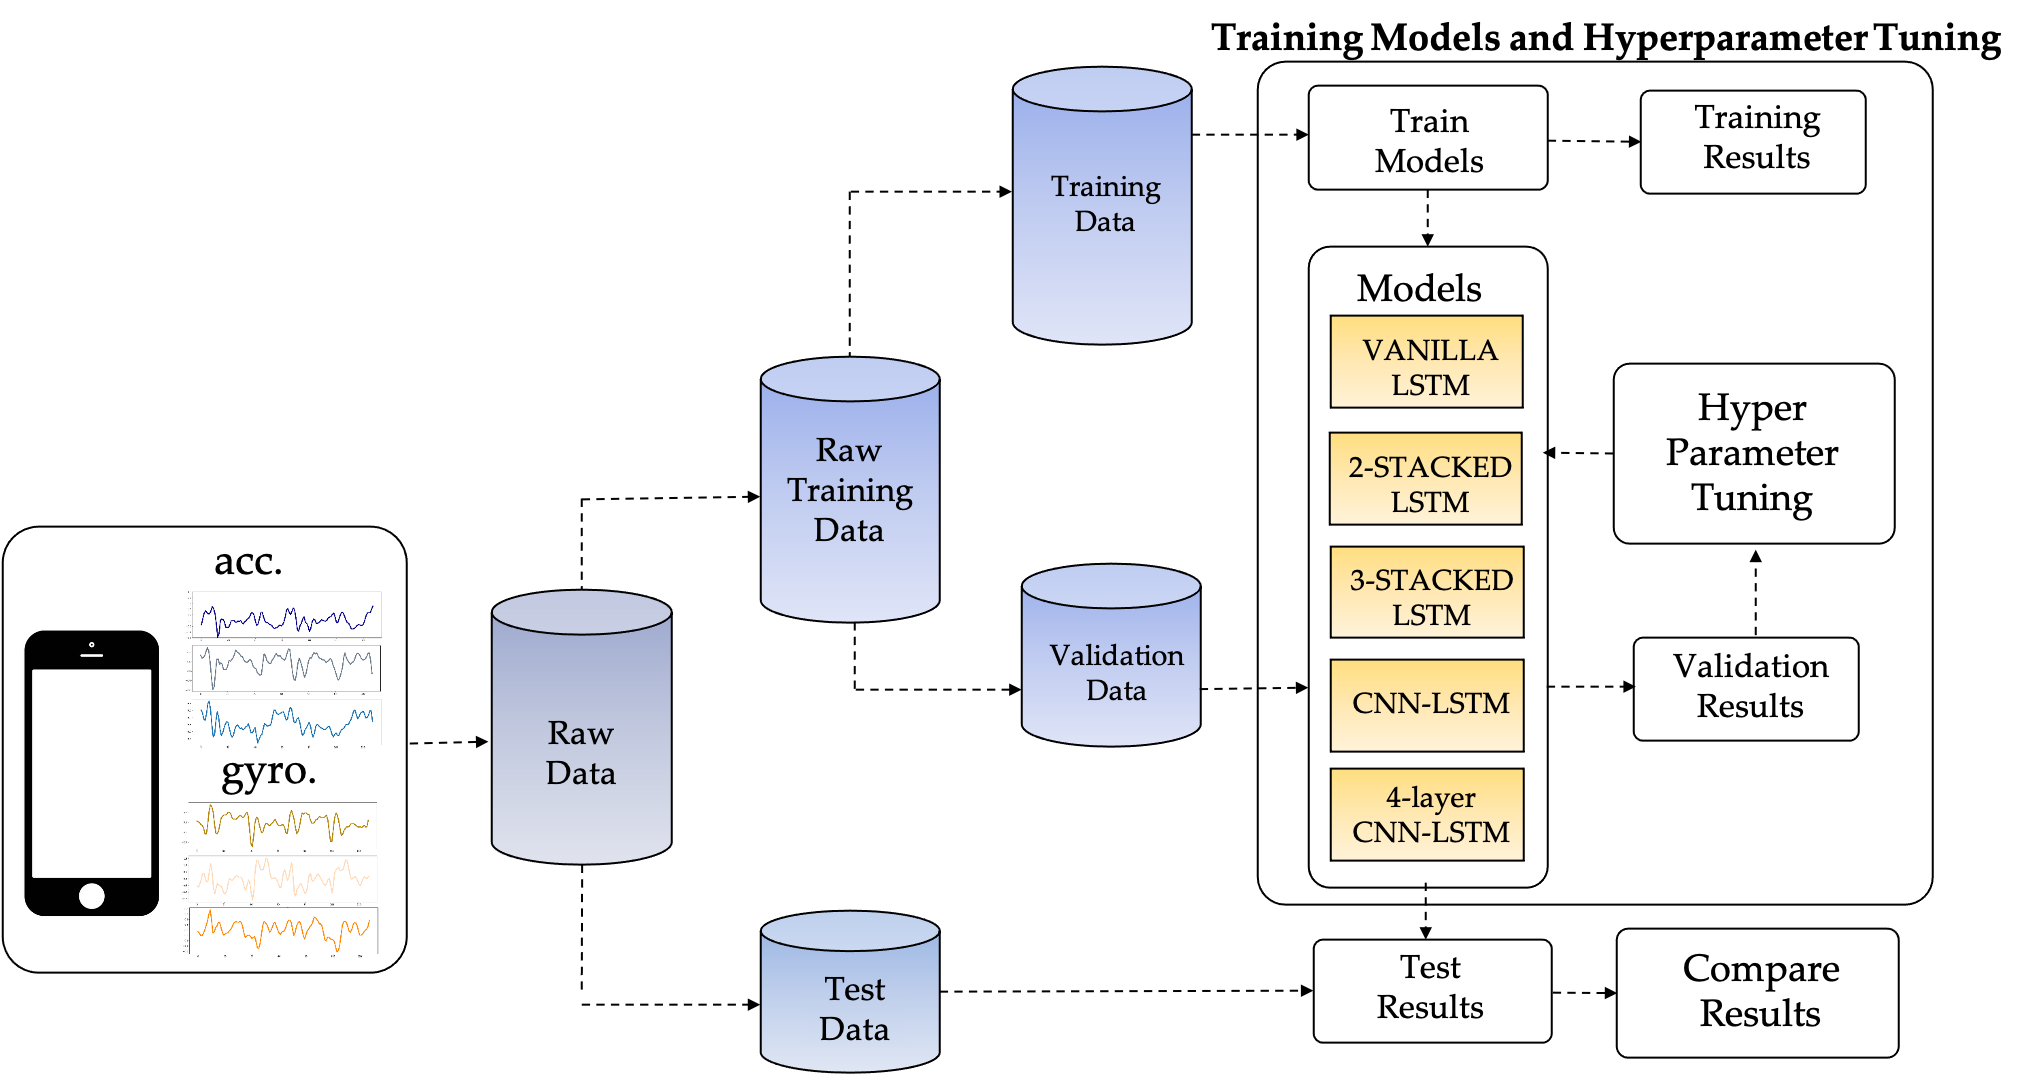 Training Models and Hyperparameter Tuning
Train
Models
Training
Results
Training
Data
Models
VANILLA
LSTM
2-STACKED
LSTM
3-STACKED
LSTM
CNN-LSTM
4-layer
CNN-LSTM
Hyper
Parameter
Tuning
Raw
Training
Data
Validation
Data
Validation
Results
acc.
gyro.
Raw
Data
Test
Data
Test
Results
Compare
Results